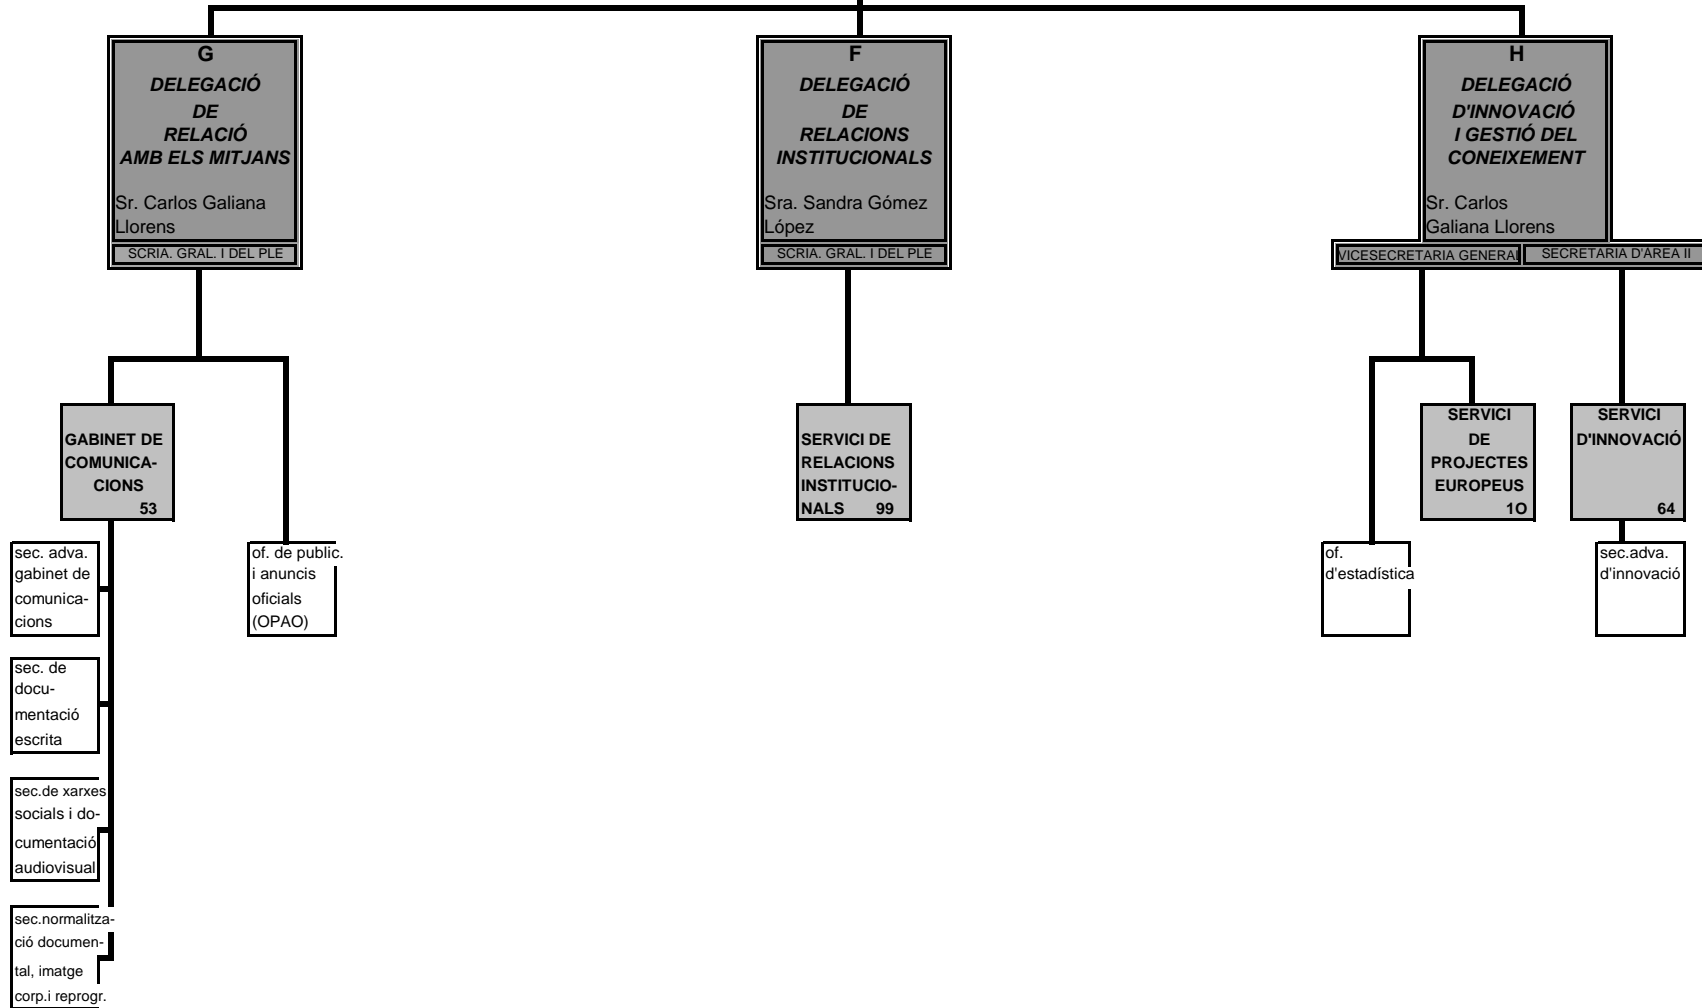 G
DELEGACIÓ
DE
RELACIÓ
AMB ELS MITJANS
Sr. Carlos Galiana
Llorens
SCRIA. GRAL. I DEL PLE
F
DELEGACIÓ
DE
RELACIONS
INSTITUCIONALS
Sra. Sandra Gómez
López
SCRIA. GRAL. I DEL PLE
H
DELEGACIÓ
D'INNOVACIÓ
I GESTIÓ DEL
CONEIXEMENT
Sr. Carlos
Galiana Llorens
VICESECRETARIA GENERAL
SECRETARIA D'ÀREA II
GABINET DE
COMUNICA-
CIONS
53
SERVICI DE
RELACIONS
INSTITUCIO-
NALS 99
SERVICI
DE
PROJECTES
EUROPEUS
1O
SERVICI
D'INNOVACIÓ
64
sec. adva.
gabinet de
comunica-
cions
of. de public.
i anuncis
oficials
(OPAO)
of.
d'estadística
sec.adva.
d'innovació
sec. de
docu-
mentació
escrita
sec.de xarxes
socials i do-
cumentació
audiovisual
sec.normalitza-
ció documen-
tal, imatge
corp.i reprogr.